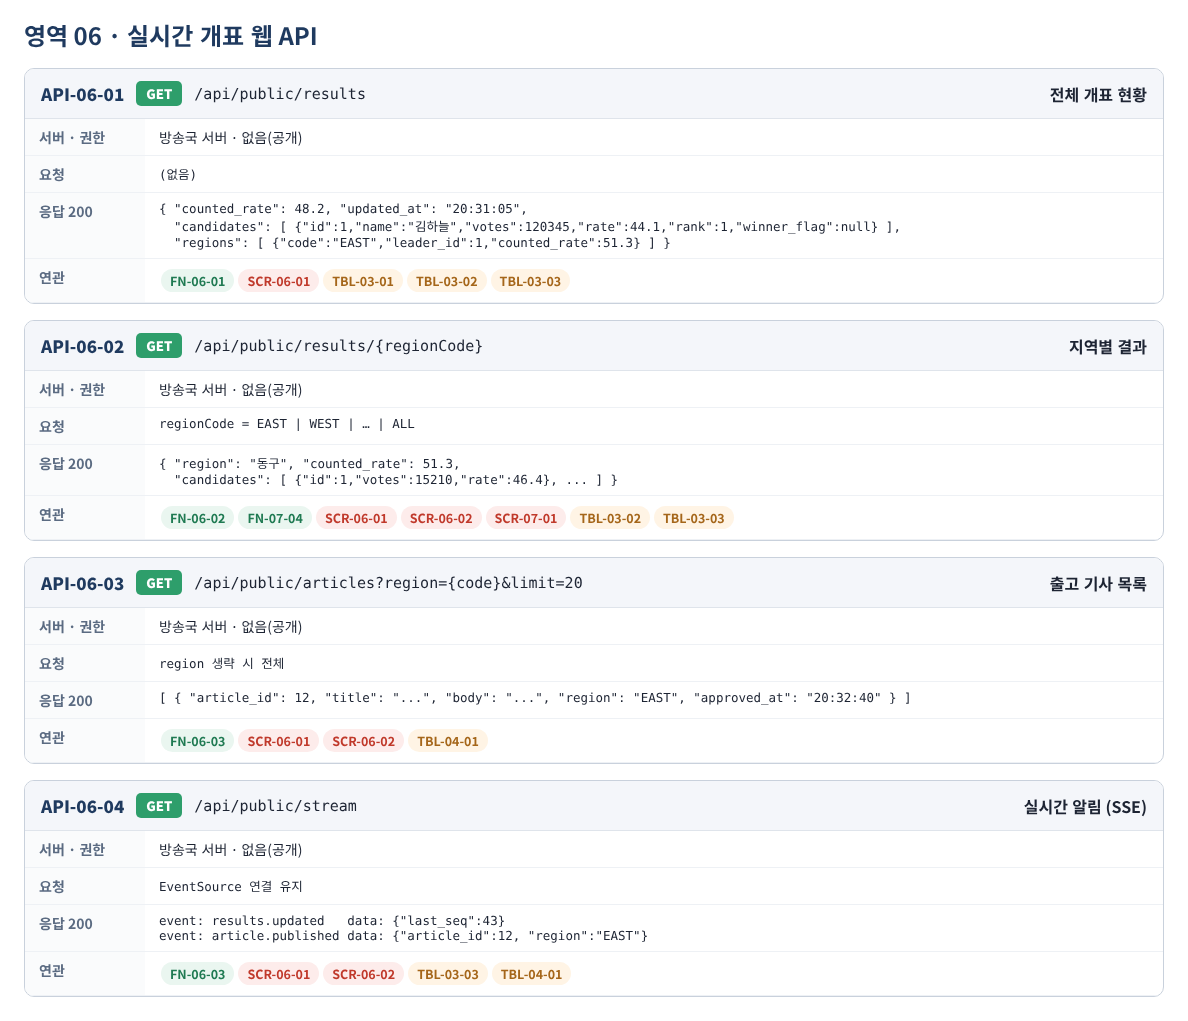 영역 06 · 실시간 개표 웹 API
API-06-01 GET /api/public/results 전체 개표 현황
서버 · 권한 방송국 서버 · 없음(공개)
요청 (없음)
응답 200 { "counted_rate": 48.2, "updated_at": "20:31:05",
"candidates": [ {"id":1,"name":"김하늘","votes":120345,"rate":44.1,"rank":1,"winner_flag":null} ],
"regions": [ {"code":"EAST","leader_id":1,"counted_rate":51.3} ] }
연관 FN-06-01 SCR-06-01 TBL-03-01 TBL-03-02 TBL-03-03
API-06-02 GET /api/public/results/{regionCode} 지역별 결과
서버 · 권한 방송국 서버 · 없음(공개)
요청 regionCode = EAST | WEST | … | ALL
응답 200 { "region": "동구", "counted_rate": 51.3,
"candidates": [ {"id":1,"votes":15210,"rate":46.4}, ... ] }
연관 FN-06-02 FN-07-04 SCR-06-01 SCR-06-02 SCR-07-01 TBL-03-02 TBL-03-03
API-06-03 GET /api/public/articles?region={code}&limit=20 출고 기사 목록
서버 · 권한 방송국 서버 · 없음(공개)
요청 region 생략 시 전체
응답 200 [ { "article_id": 12, "title": "...", "body": "...", "region": "EAST", "approved_at": "20:32:40" } ]
연관 FN-06-03 SCR-06-01 SCR-06-02 TBL-04-01
API-06-04 GET /api/public/stream 실시간 알림 (SSE)
서버 · 권한 방송국 서버 · 없음(공개)
요청 EventSource 연결 유지
응답 200 event: results.updated data: {"last_seq":43}
event: article.published data: {"article_id":12, "region":"EAST"}
연관 FN-06-03 SCR-06-01 SCR-06-02 TBL-03-03 TBL-04-01